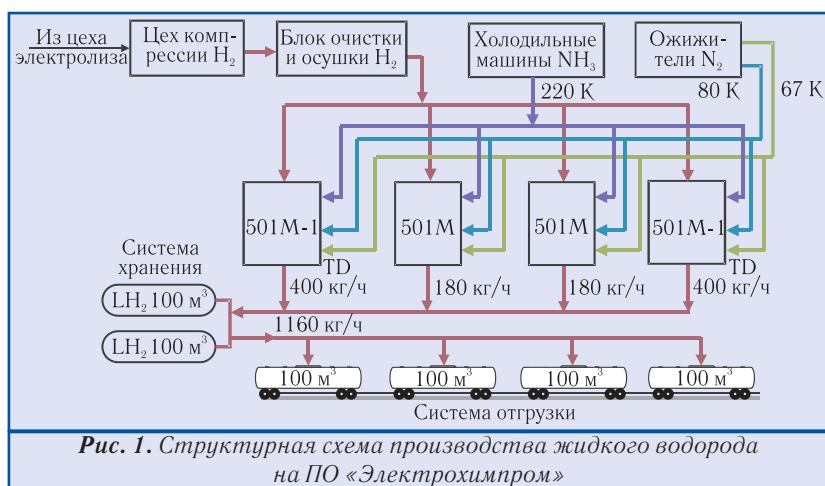 Из цеха
электролиза
Цех комп-
рессии H₂
Блок очистки
и осушки H₂
Холодильные
машины NH₃
Ожижи-
тели N₂
220 К
80 К
67 К
501М-1
501М
501М
501М-1
TD
TD
400 кг/ч
180 кг/ч
180 кг/ч
400 кг/ч
Система
хранения
LH₂ 100 м³
LH₂ 100 м³
1160 кг/ч
100 м³
100 м³
100 м³
100 м³
Система отгрузки
Рис. 1. Структурная схема производства жидкого водорода
на ПО «Электрохимпром»